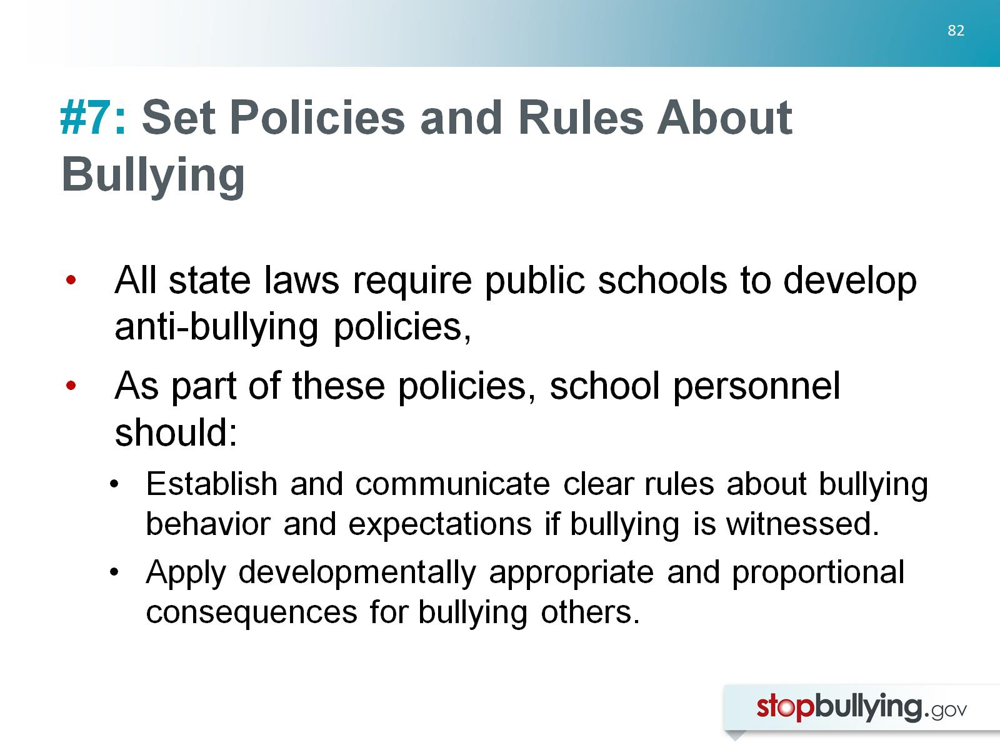 82
#7: Set Policies and Rules About
Bullying
• All state laws require public schools to develop
anti-bullying policies,
• As part of these policies, school personnel
should:
• Establish and communicate clear rules about bullying
behavior and expectations if bullying is witnessed.
• Apply developmentally appropriate and proportional
consequences for bullying others.
stopbullying.gov